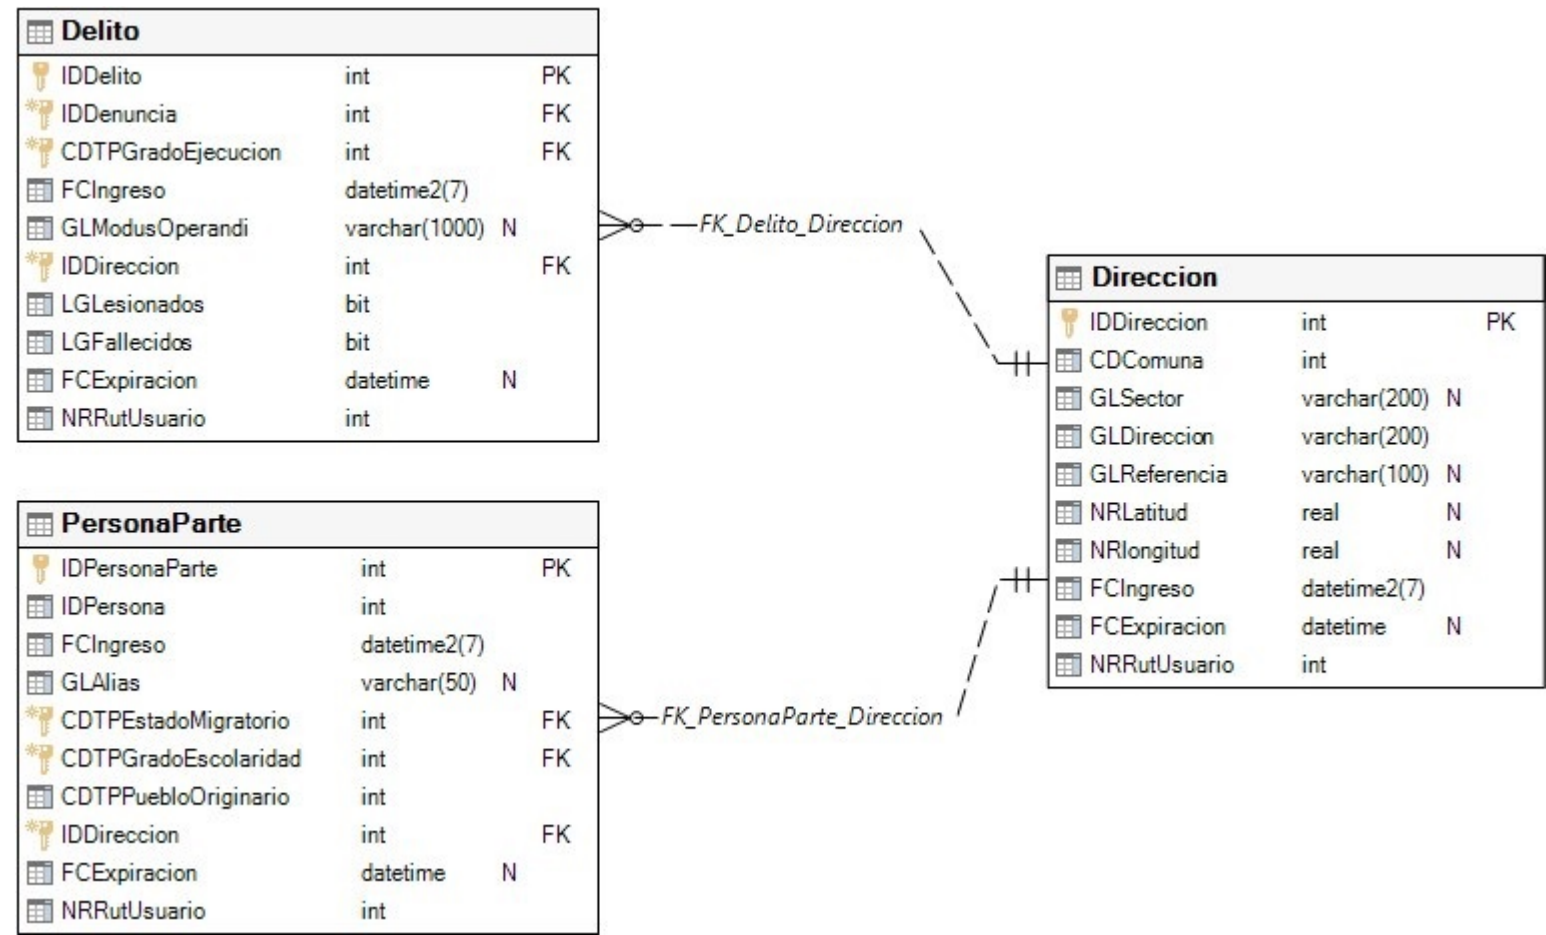 Delito
IDDelito int PK
IDDenuncia int FK
CDTPGradoEjecucion int FK
FCIngreso datetime2(7)
GLModusOperandi varchar(1000) N
IDDireccion int FK
LGLesionados bit
LGFallecidos bit
FCExpiracion datetime N
NRRutUsuario int
FK_Delito_Direccion
Direccion
IDDireccion int PK
CDComuna int
GLSector varchar(200) N
GLDireccion varchar(200)
GLReferencia varchar(100) N
NRLatitud real N
NRlongitud real N
FCIngreso datetime2(7)
FCExpiracion datetime N
NRRutUsuario int
PersonaParte
IDPersonaParte int PK
IDPersona int
FCIngreso datetime2(7)
GLAlias varchar(50) N
CDTPEstadoMigratorio int FK
CDTPGradoEscolaridad int FK
CDTPPuebloOriginario int
IDDireccion int FK
FCExpiracion datetime N
NRRutUsuario int
FK_PersonaParte_Direccion